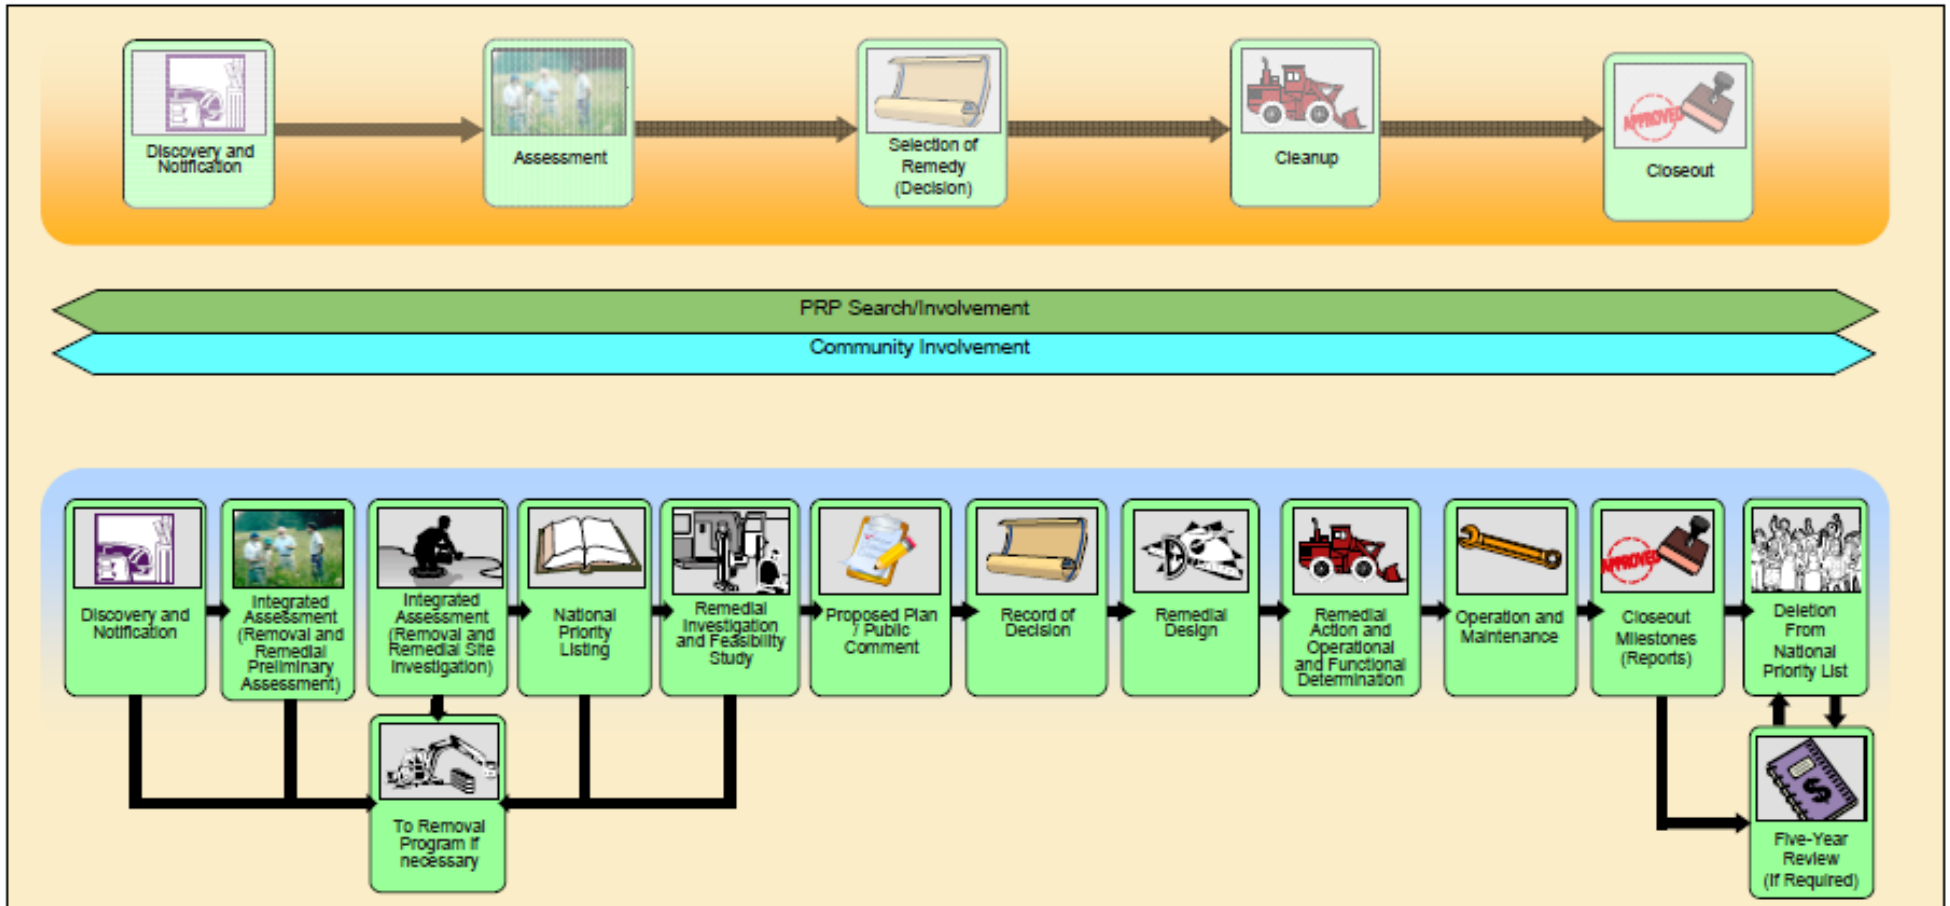 Discovery and
Notification
Assessment
Selection of
Remedy
(Decision)
Cleanup
APPROVED
Closeout
PRP Search/Involvement
Community Involvement
Discovery and
Notification
Integrated
Assessment
(Removal and
Remedial
Preliminary
Assessment)
Integrated
Assessment
(Removal and
Remedial Site
Investigation)
National
Priority
Listing
Remedial
Investigation
and Feasibility
Study
Proposed Plan
/ Public
Comment
Record of
Decision
Remedial
Design
Remedial
Action and
Operational
and Functional
Determination
Operation and
Maintenance
APPROVED
Closeout
Milestones
(Reports)
Deletion
From
National
Priority List
To Removal
Program if
necessary
$
Five-Year
Review
(If Required)